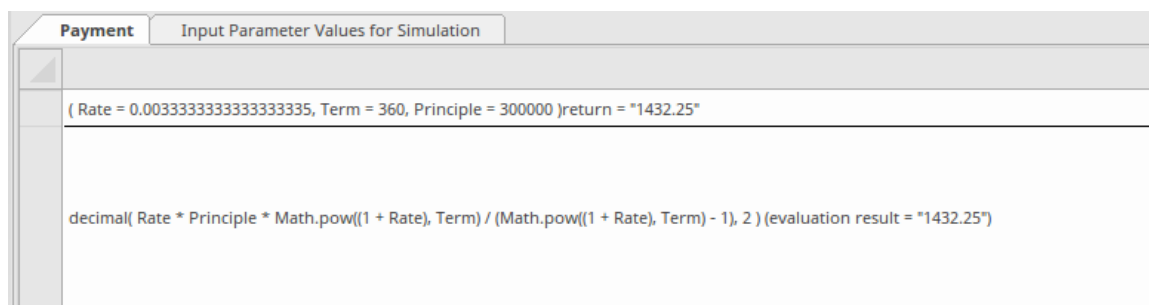 Payment
Input Parameter Values for Simulation
( Rate = 0.0033333333333333335, Term = 360, Principle = 300000 )return = "1432.25"
decimal( Rate * Principle * Math.pow((1 + Rate), Term) / (Math.pow((1 + Rate), Term) - 1), 2 ) (evaluation result = "1432.25")